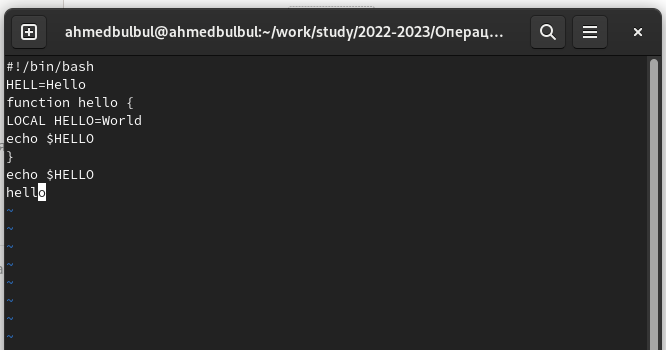 ahmedbulbul@ahmedbulbul:~/work/study/2022-2023/Операц...
#!/bin/bash
HELL=Hello
function hello {
LOCAL HELLO=World
echo $HELLO
}
echo $HELLO
hello
~
~
~
~
~
~
~
~